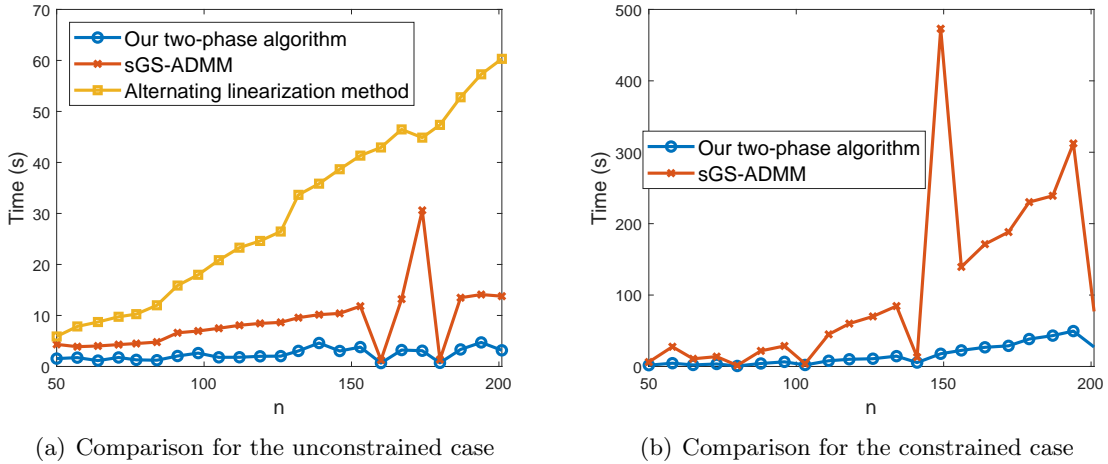 70
60
50
40
30
20
10
0
Time (s)
50
100
150
200
n
Our two-phase algorithm
sGS-ADMM
Alternating linearization method
(a) Comparison for the unconstrained case
500
400
300
200
100
0
Time (s)
50
100
150
200
n
Our two-phase algorithm
sGS-ADMM
(b) Comparison for the constrained case